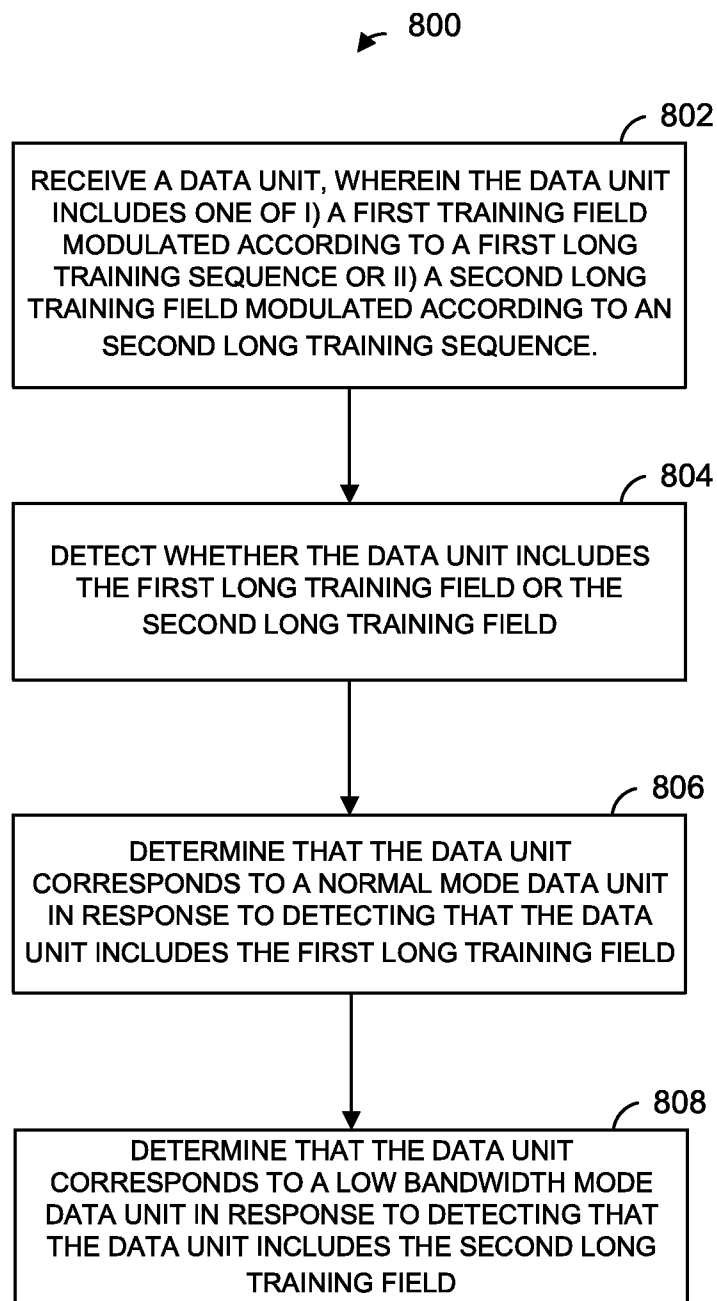 800
802
RECEIVE A DATA UNIT, WHEREIN THE DATA UNIT
INCLUDES ONE OF I) A FIRST TRAINING FIELD
MODULATED ACCORDING TO A FIRST LONG
TRAINING SEQUENCE OR II) A SECOND LONG
TRAINING FIELD MODULATED ACCORDING TO AN
SECOND LONG TRAINING SEQUENCE.
804
DETECT WHETHER THE DATA UNIT INCLUDES
THE FIRST LONG TRAINING FIELD OR THE
SECOND LONG TRAINING FIELD
806
DETERMINE THAT THE DATA UNIT
CORRESPONDS TO A NORMAL MODE DATA UNIT
IN RESPONSE TO DETECTING THAT THE DATA
UNIT INCLUDES THE FIRST LONG TRAINING FIELD
808
DETERMINE THAT THE DATA UNIT
CORRESPONDS TO A LOW BANDWIDTH MODE
DATA UNIT IN RESPONSE TO DETECTING THAT
THE DATA UNIT INCLUDES THE SECOND LONG
TRAINING FIELD